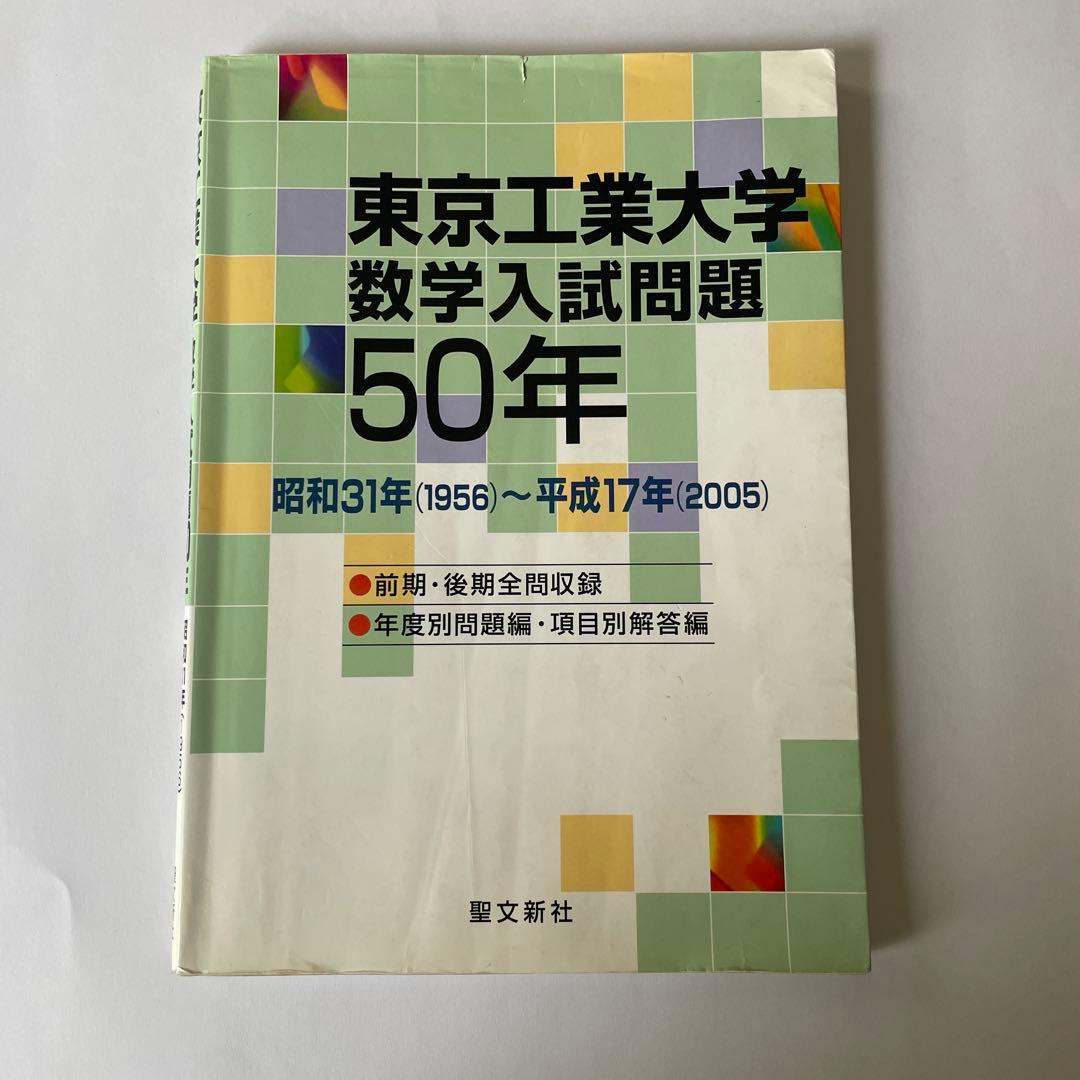 東京工業大学
数学入試問題
50年
昭和31年(1956)〜平成17年(2005)
●前期・後期全問収録
●年度別問題編・項目別解答編
聖文新社